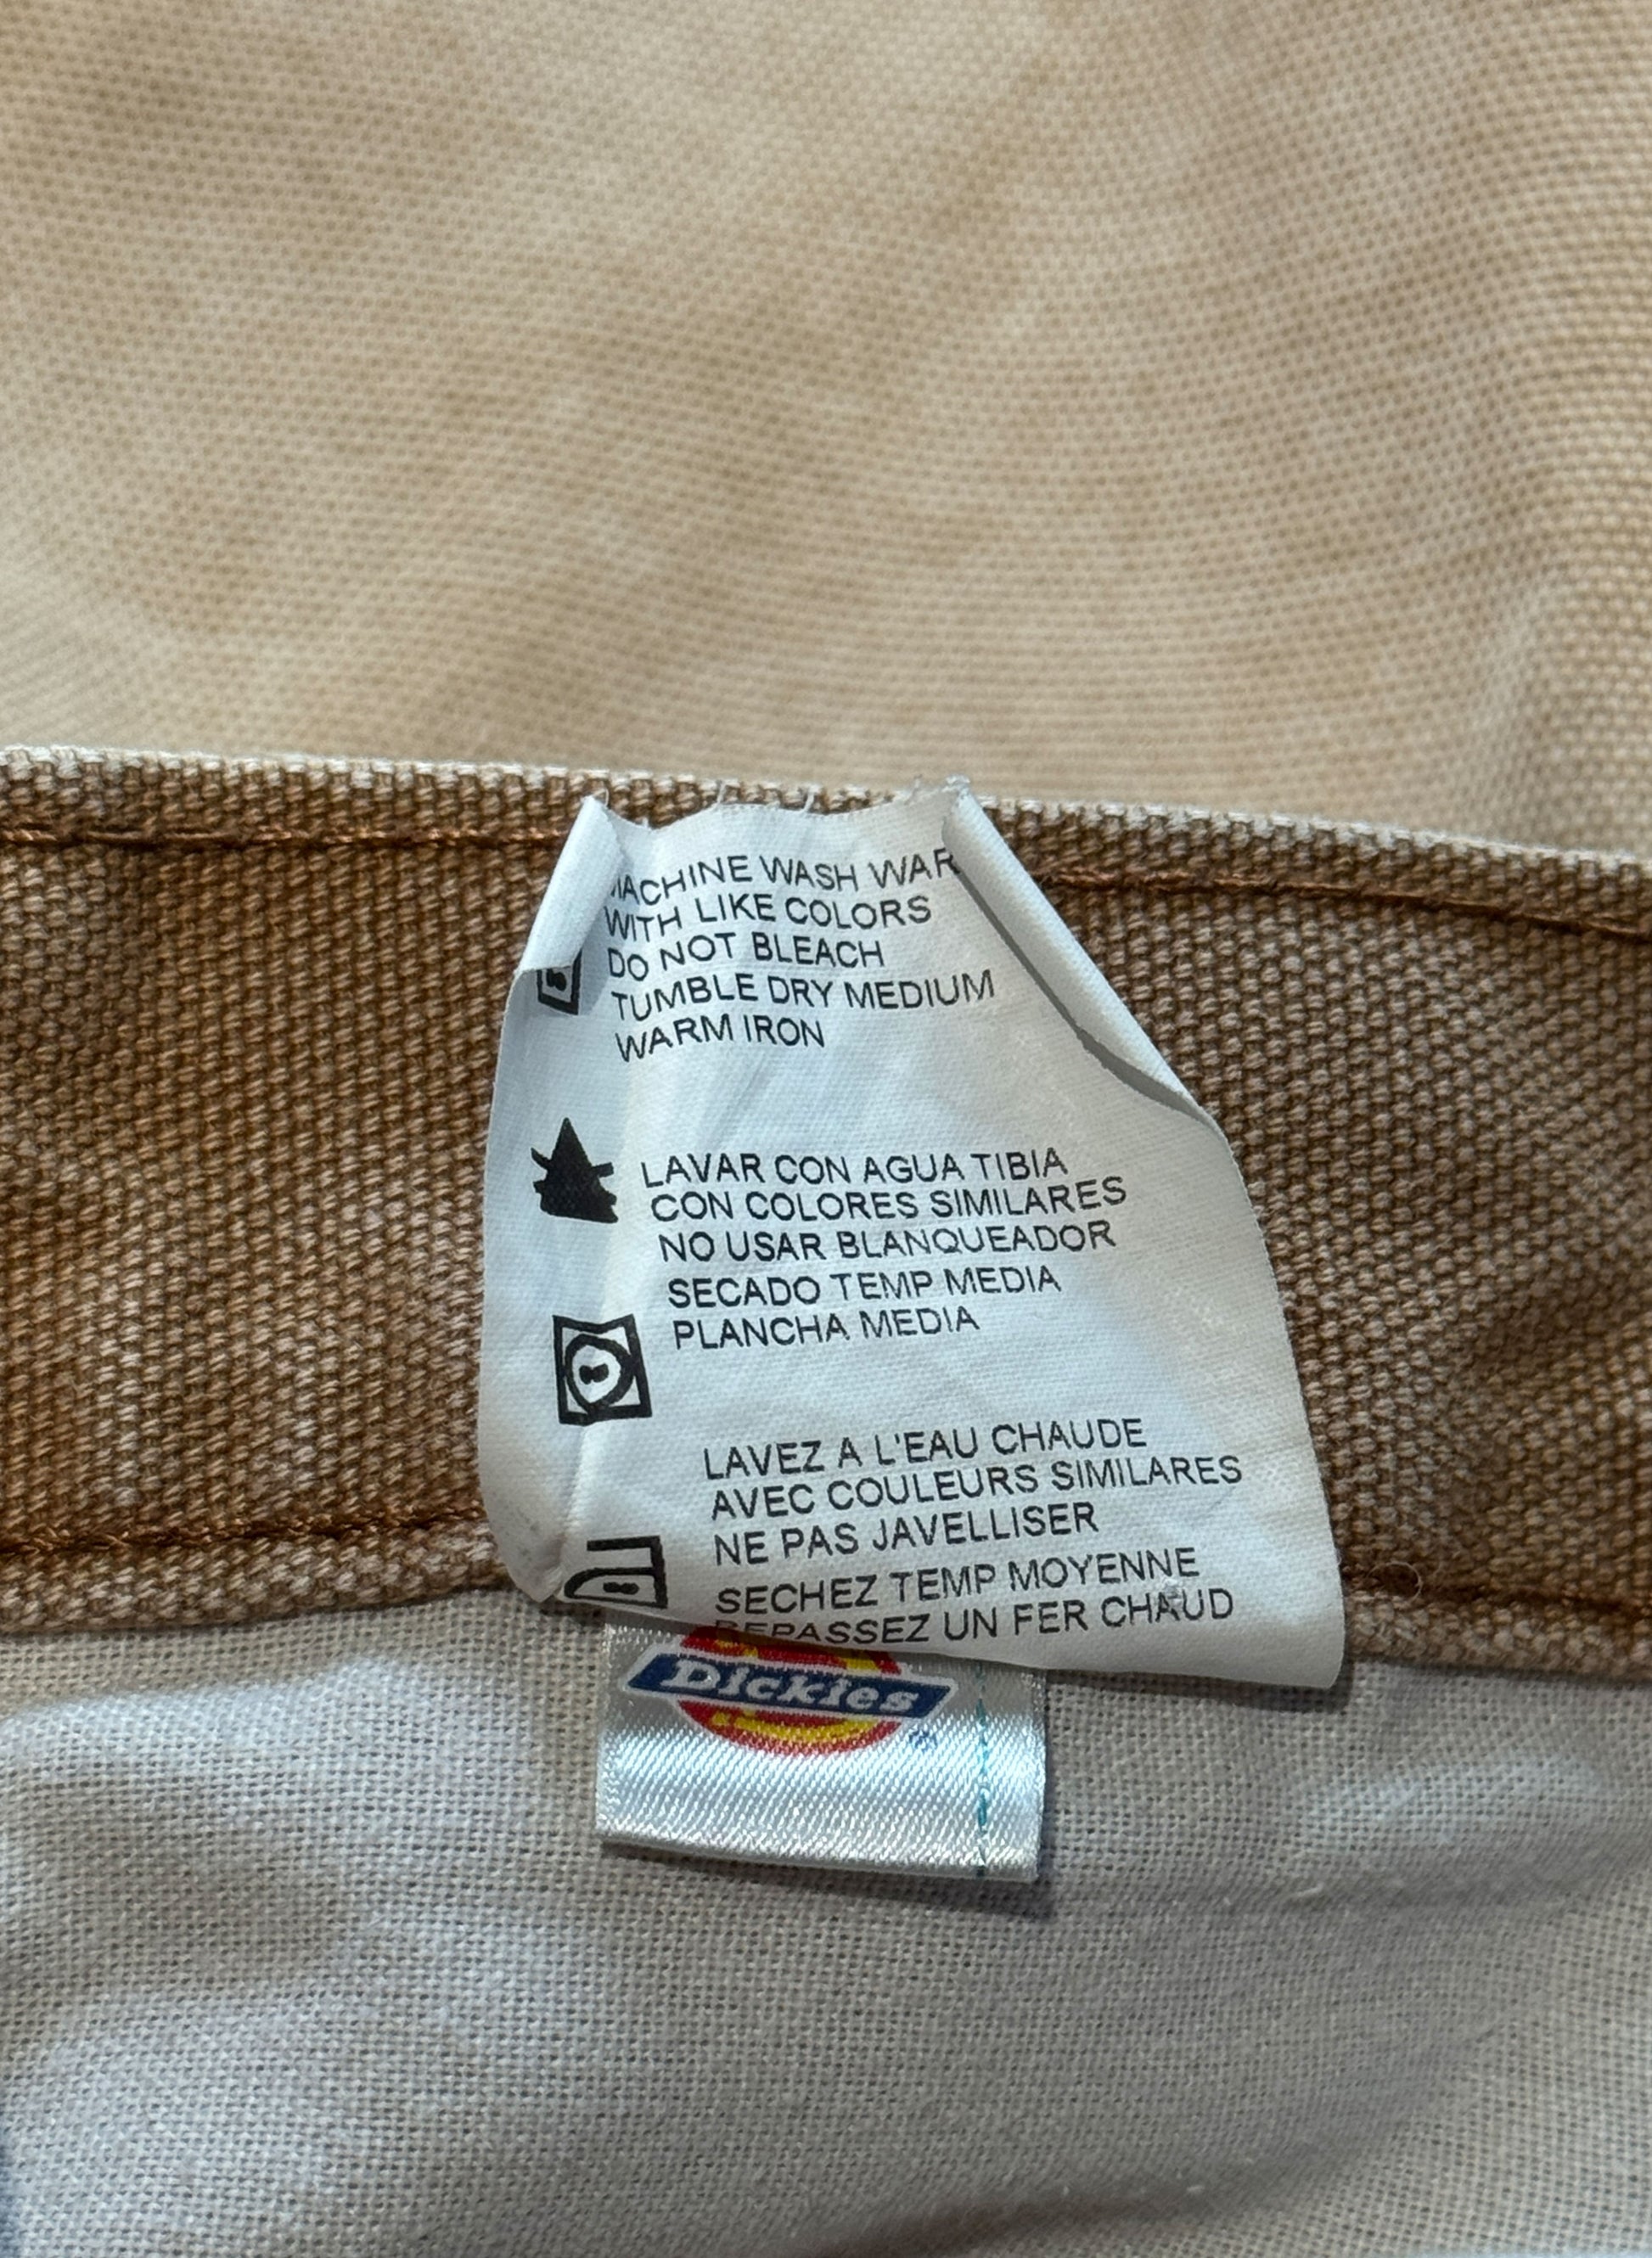 MACHINE WASH WAR
WITH LIKE COLORS
DO NOT BLEACH
TUMBLE DRY MEDIUM
WARM IRON
LAVAR CON AGUA TIBIA
CON COLORES SIMILARES
NO USAR BLANQUEADOR
SECADO TEMP MEDIA
PLANCHA MEDIA
LAVEZ A L'EAU CHAUDE
AVEC COULEURS SIMILARES
NE PAS JAVELLISER
SECHEZ TEMP MOYENNE
REPASSEZ UN FER CHAUD
Dickies
®